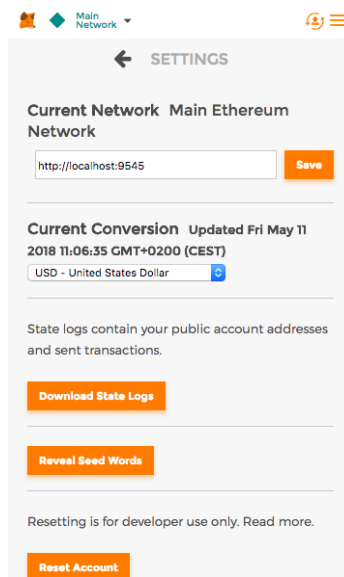 Main
Network
SETTINGS
Current Network Main Ethereum
Network
http://localhost:9545
Save
Current Conversion Updated Fri May 11
2018 11:06:35 GMT+0200 (CEST)
USD - United States Dollar
State logs contain your public account addresses
and sent transactions.
Download State Logs
Reveal Seed Words
Resetting is for developer use only. Read more.
Reset Account